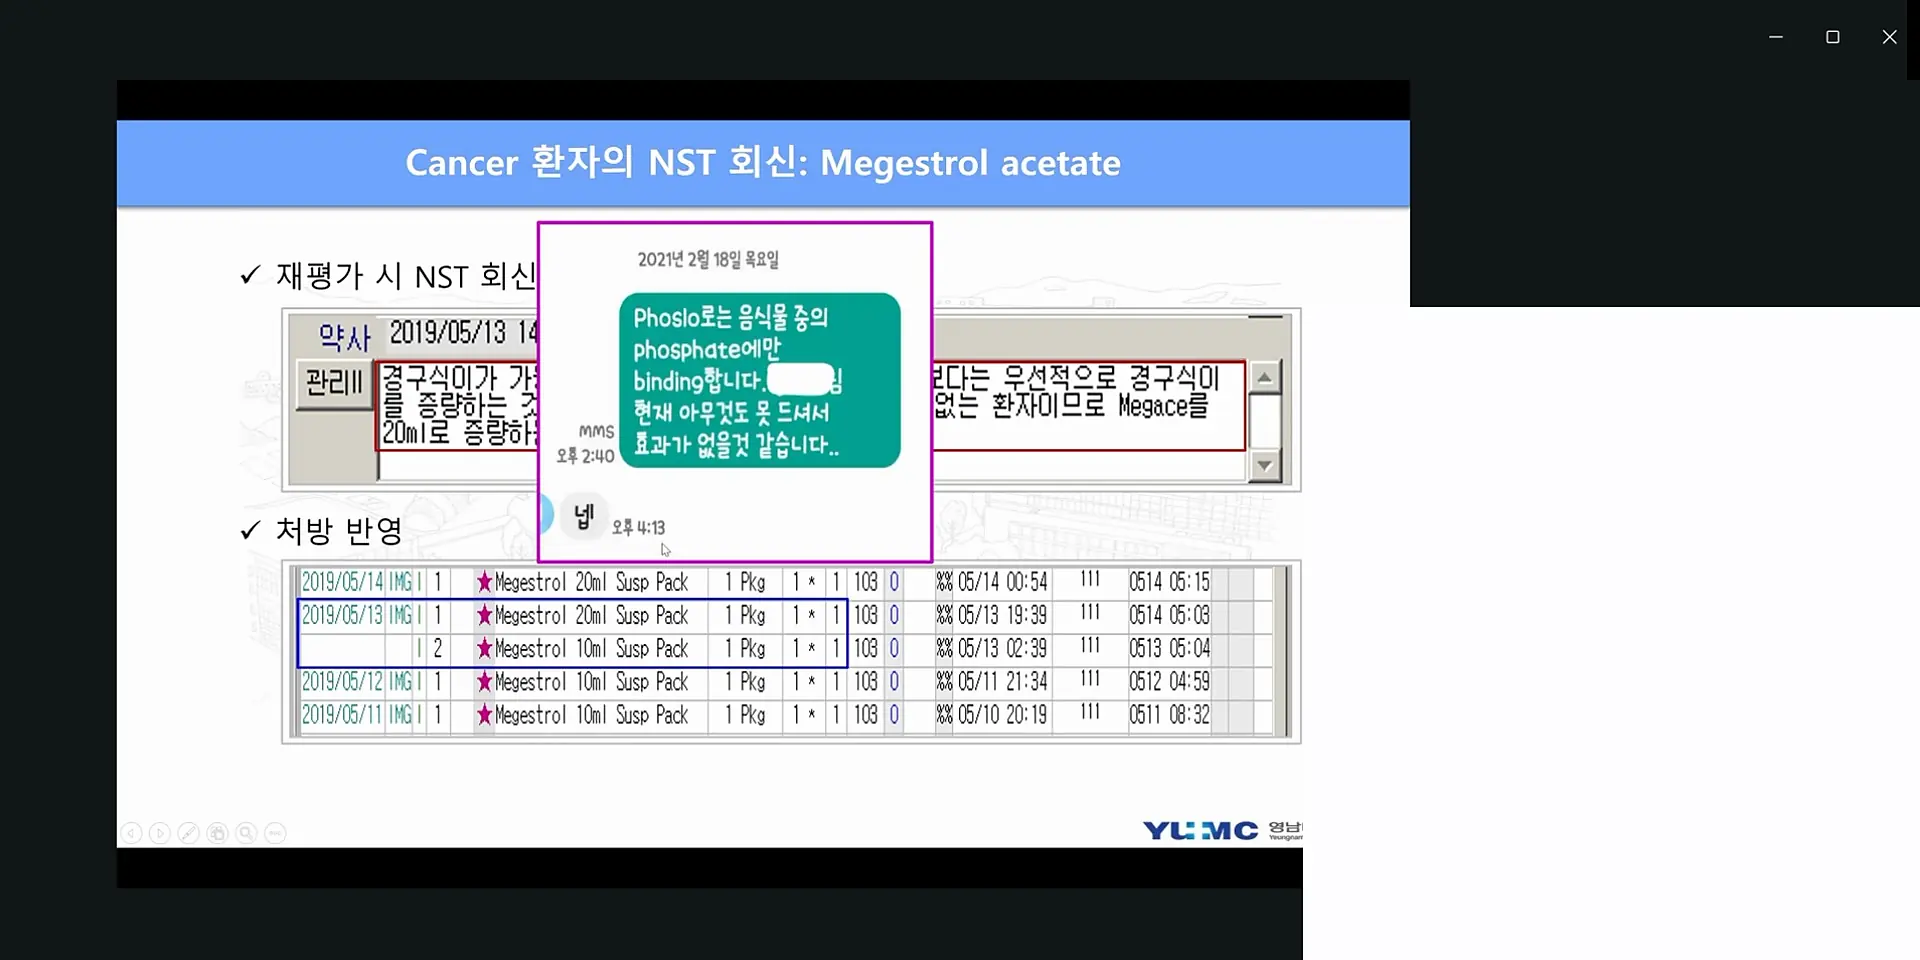 Cancer 환자의 NST 회신: Megestrol acetate
✓ 재평가 시 NST 회신
약사 2019/05/13 14
관리II
경구식이가 가
를 증량하는 것
20ml로 증량하
보다는 우선적으로 경구식이
없는 환자이므로 Megace를
2021년 2월 18일 목요일
Phoslo로는 음식물 중의
phosphate에만
binding합니다. 님
현재 아무것도 못 드셔서
효과가 없을것 같습니다..
MMS
오후 2:40
넵!
오후 4:13
✓ 처방 반영
2019/05/14 IMG I 1 ★Megestrol 20ml Susp Pack 1 Pkg 1 * 1 103 0 %% 05/14 00:54 111 0514 05:15
2019/05/13 IMG I 1 ★Megestrol 20ml Susp Pack 1 Pkg 1 * 1 103 0 %% 05/13 19:39 111 0514 05:03
I 2 ★Megestrol 10ml Susp Pack 1 Pkg 1 * 1 103 0 %% 05/13 02:39 111 0513 05:04
2019/05/12 IMG I 1 ★Megestrol 10ml Susp Pack 1 Pkg 1 * 1 103 0 %% 05/11 21:34 111 0512 04:59
2019/05/11 IMG I 1 ★Megestrol 10ml Susp Pack 1 Pkg 1 * 1 103 0 %% 05/10 20:19 111 0511 08:32
YUMC 영남
Yeungnam